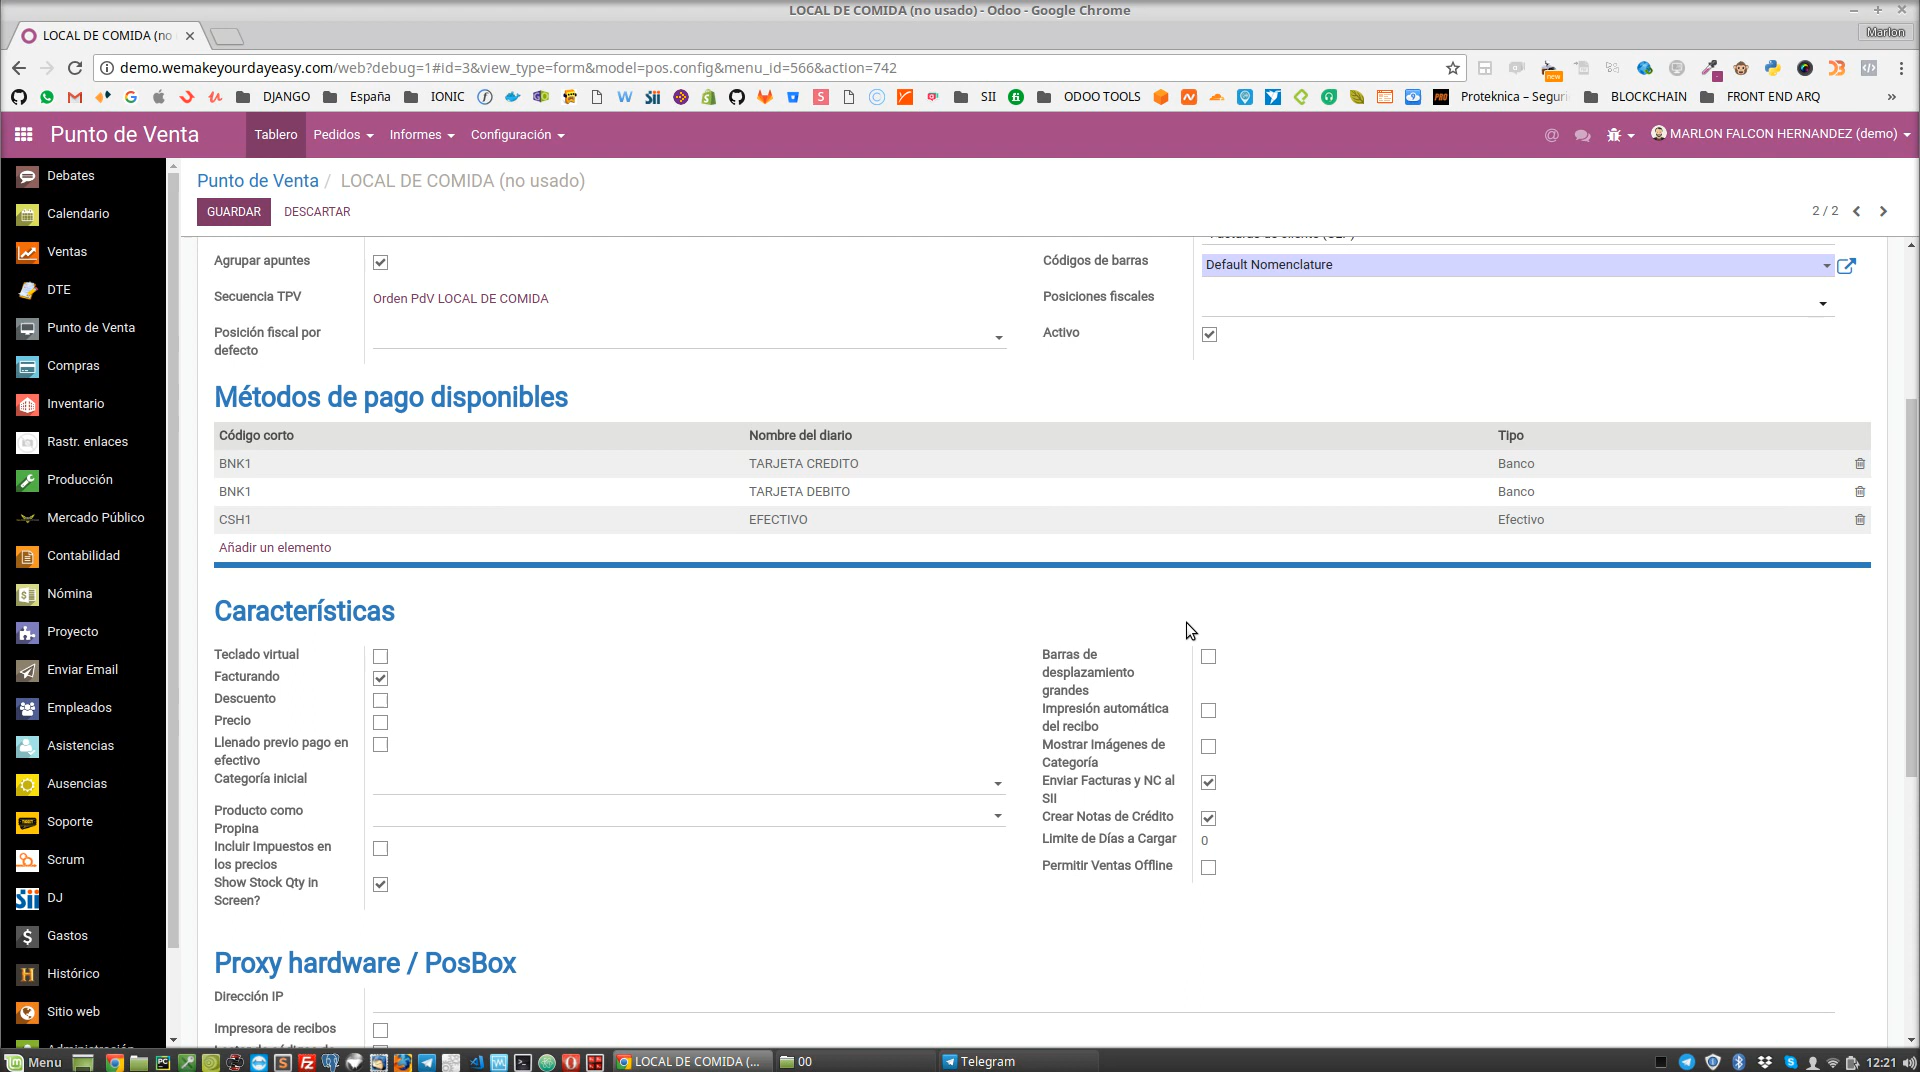 LOCAL DE COMIDA (no usado) - Odoo - Google Chrome
LOCAL DE COMIDA (no
Marlon
demo.wemakeyourdayeasy.com/web?debug=1#id=3&view_type=form&model=pos.config&menu_id=566&action=742
new
DJANGO
España
IONIC
SII
ODOO TOOLS
Proteknica – Seguri
BLOCKCHAIN
FRONT END ARQ
»
Punto de Venta
Tablero
Pedidos
Informes
Configuración
MARLON FALCON HERNANDEZ (demo)
Debates
Calendario
Ventas
DTE
Punto de Venta
Compras
Inventario
Rastr. enlaces
Producción
Mercado Público
Contabilidad
Nómina
Proyecto
Enviar Email
Empleados
Asistencias
Ausencias
Soporte
Scrum
DJ
Gastos
Histórico
Sitio web
Punto de Venta / LOCAL DE COMIDA (no usado)
GUARDAR
DESCARTAR
2 / 2
Agrupar apuntes
Códigos de barras
Default Nomenclature
Secuencia TPV
Orden PdV LOCAL DE COMIDA
Posiciones fiscales
Posición fiscal por
defecto
Activo
Métodos de pago disponibles
Código corto
Nombre del diario
Tipo
BNK1
TARJETA CREDITO
Banco
BNK1
TARJETA DEBITO
Banco
CSH1
EFECTIVO
Efectivo
Añadir un elemento
Características
Teclado virtual
Facturando
Descuento
Precio
Llenado previo pago en
efectivo
Categoría inicial
Producto como
Propina
Incluir Impuestos en
los precios
Show Stock Qty in
Screen?
Barras de
desplazamiento
grandes
Impresión automática
del recibo
Mostrar Imágenes de
Categoría
Enviar Facturas y NC al
SII
Crear Notas de Crédito
Limite de Días a Cargar
0
Permitir Ventas Offline
Proxy hardware / PosBox
Dirección IP
Impresora de recibos
Menu
LOCAL DE COMIDA (...
00
Telegram
12:21